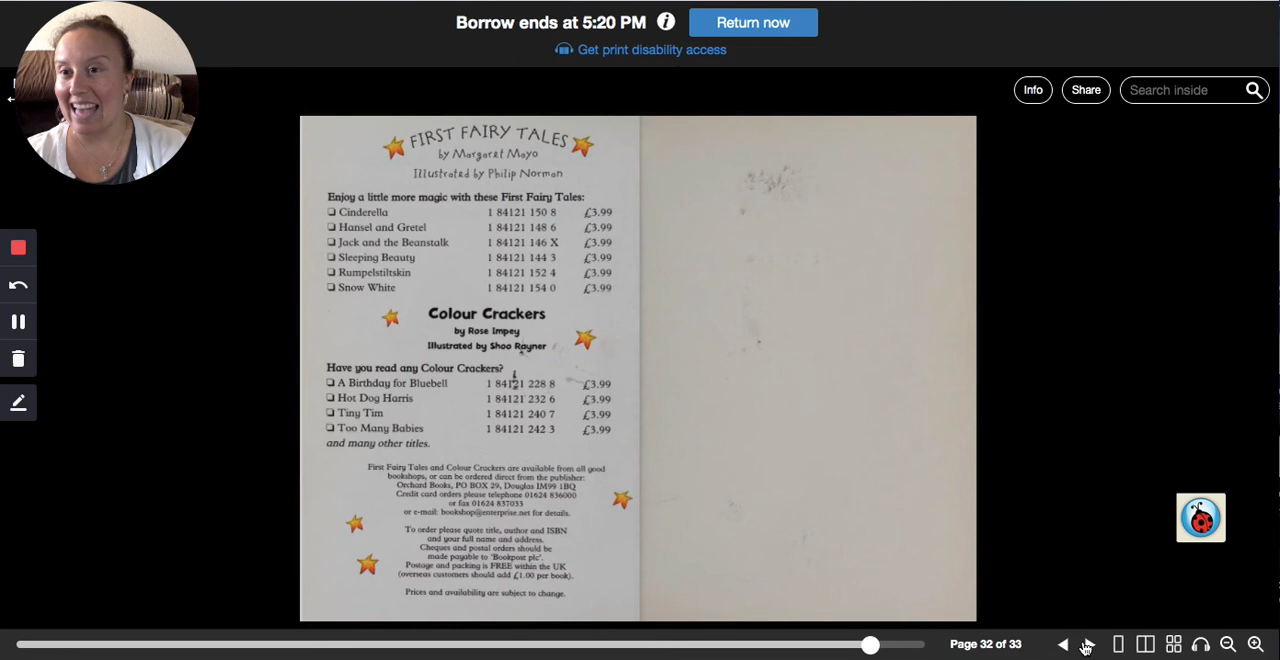 Borrow ends at 5:20 PM i Return now
Get print disability access
Info Share Search inside
FIRST FAIRY TALES
by Margaret Mayo
Illustrated by Philip Norman
Enjoy a little more magic with these First Fairy Tales:
❑ Cinderella 1 84121 150 8 £3.99
❑ Hansel and Gretel 1 84121 148 6 £3.99
❑ Jack and the Beanstalk 1 84121 146 X £3.99
❑ Sleeping Beauty 1 84121 144 3 £3.99
❑ Rumpelstiltskin 1 84121 152 4 £3.99
❑ Snow White 1 84121 154 0 £3.99
Colour Crackers
by Rose Impey
Illustrated by Shoo Rayner
Have you read any Colour Crackers?
❑ A Birthday for Bluebell 1 84121 228 8 £3.99
❑ Hot Dog Harris 1 84121 232 6 £3.99
❑ Tiny Tim 1 84121 240 7 £3.99
❑ Too Many Babies 1 84121 242 3 £3.99
and many other titles.
First Fairy Tales and Colour Crackers are available from all good
bookshops, or can be ordered direct from the publisher:
Orchard Books, PO BOX 29, Douglas IM99 1BQ
Credit card orders please telephone 01624 836000
or fax 01624 837033
or e-mail: bookshop@enterprise.net for details.
To order please quote title, author and ISBN
and your full name and address.
Cheques and postal orders should be
made payable to 'Bookpost plc'.
Postage and packing is FREE within the UK
(overseas customers should add £1.00 per book).
Prices and availability are subject to change.
Page 32 of 33